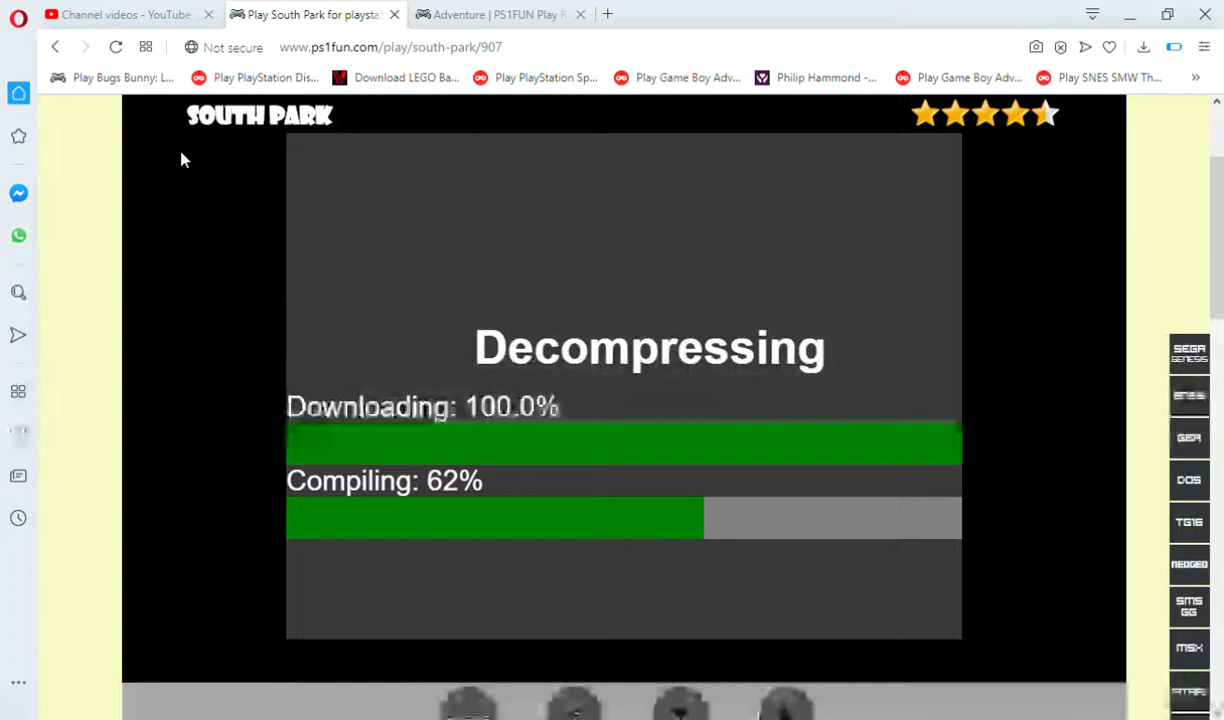 Channel videos - YouTube
Play South Park for playsta
Adventure | PS1FUN Play R
Not secure
www.ps1fun.com/play/south-park/907
Play Bugs Bunny: L...
Play PlayStation Dis...
Download LEGO Ba...
Play PlayStation Sp...
Play Game Boy Adv...
Philip Hammond -...
Play Game Boy Adv...
Play SNES SMW Th...
SOUTH PARK
Decompressing
Downloading: 100.0%
Compiling: 62%
SEGA
GENESIS
SNES
GBA
DOS
TG16
NEOGEO
SMS
GG
MSX
ATARI